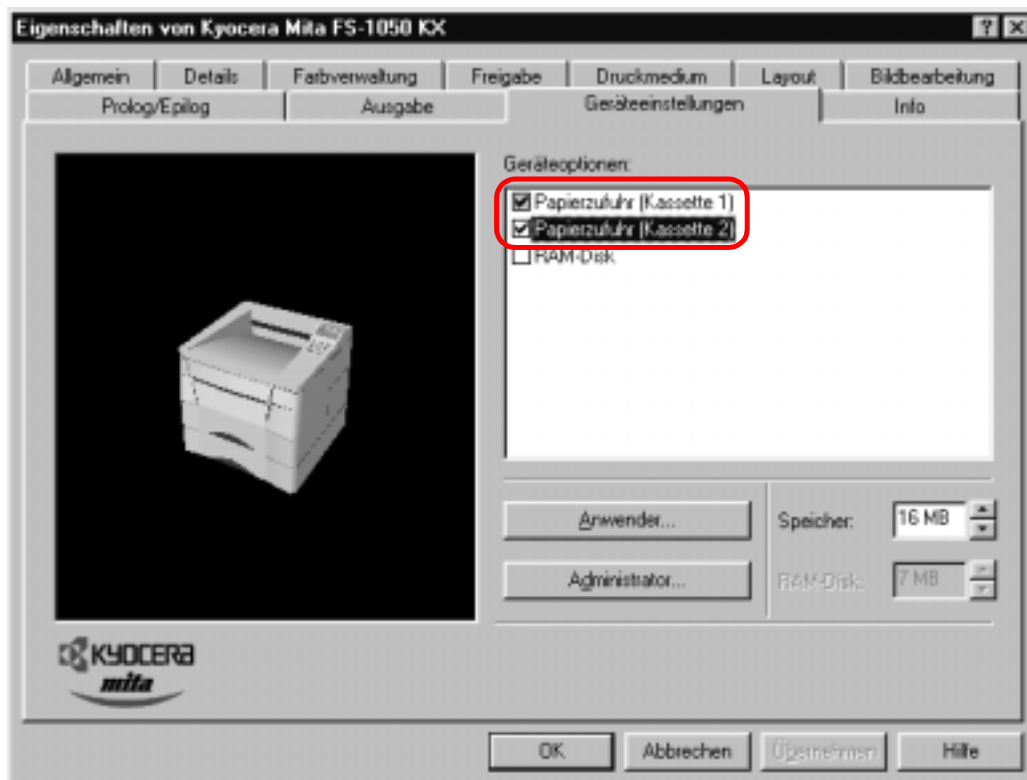 Eigenschaften von Kyocera Mita FS-1050 KX
Allgemein Details Farbverwaltung Freigabe Druckmedium Layout Bildbearbeitung
Prolog/Epilog Ausgabe Geräteeinstellungen Info
Geräteoptionen:
Papierzufuhr (Kassette 1)
Papierzufuhr (Kassette 2)
RAM-Disk
Anwender...
Speicher: 16 MB
Administrator...
RAM-Disk: 7 MB
KYOCERA
mita
OK Abbrechen Übernehmen Hilfe